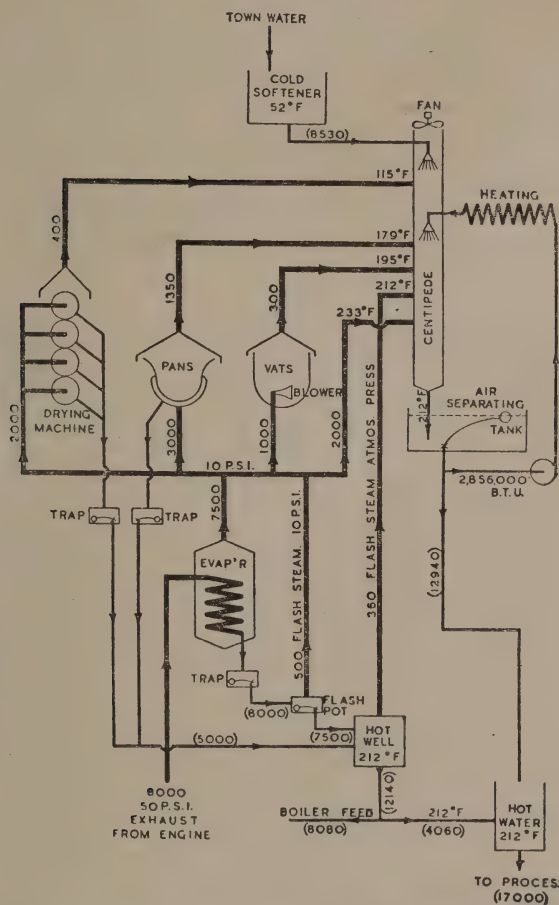 TOWN WATER
COLD
SOFTENER
52°F
(8530)
FAN
115°F
HEATING
400
179°F
195°F
212°F
233°F
1350
300
CENTIPEDE
PANS
VATS
BLOWER
DRYING
MACHINE
2000
3000
1000
2000
10 P.S.I.
360 FLASH STEAM ATMOS PRESS
212°F
AIR
SEPARATING
TANK
2,856,000
B.T.U.
TRAP
TRAP
7500
500 FLASH STEAM. 10 P.S.I.
EVAP'R
(12940)
TRAP
(8000)
FLASH
POT
(7500)
(5000)
HOT
WELL
212°F
8000
50 P.S.I.
EXHAUST
FROM ENGINE
(12140)
BOILER FEED
(8080)
212°F
(4060)
HOT
WATER
212°F
TO PROCESS
(17000)